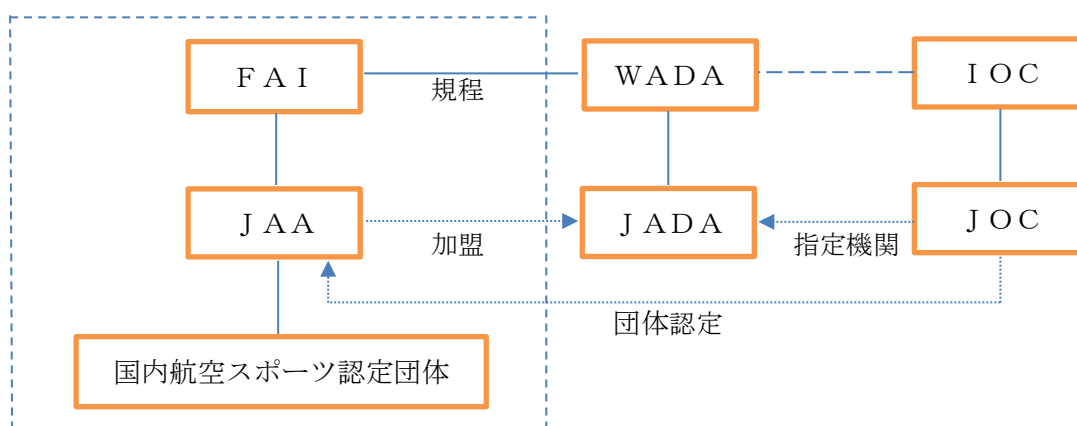 ＦＡＩ
規程
ＷＡＤＡ
ＩＯＣ
ＪＡＡ
加盟
ＪＡＤＡ
指定機関
ＪＯＣ
団体認定
国内航空スポーツ認定団体